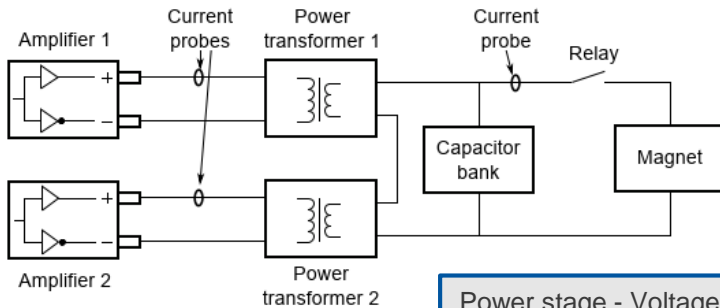 Current
probes
Power
transformer 1
Current
probe
Amplifier 1
Relay
+
−
Capacitor
bank
Magnet
+
−
Amplifier 2
Power
transformer 2
Power stage - Voltage